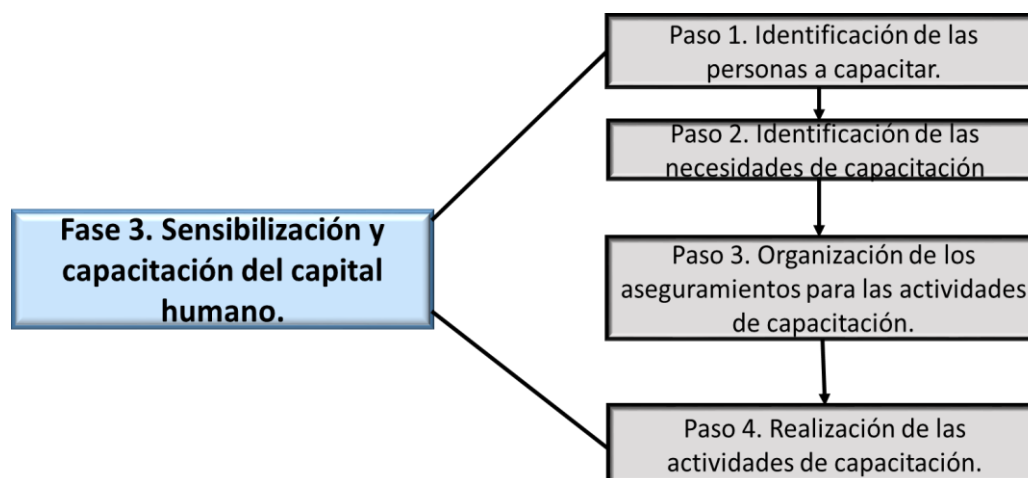 Paso 1. Identificación de las
personas a capacitar.
Paso 2. Identificación de las
necesidades de capacitación
Fase 3. Sensibilización y
capacitación del capital
humano.
Paso 3. Organización de los
aseguramientos para las actividades
de capacitación.
Paso 4. Realización de las
actividades de capacitación.